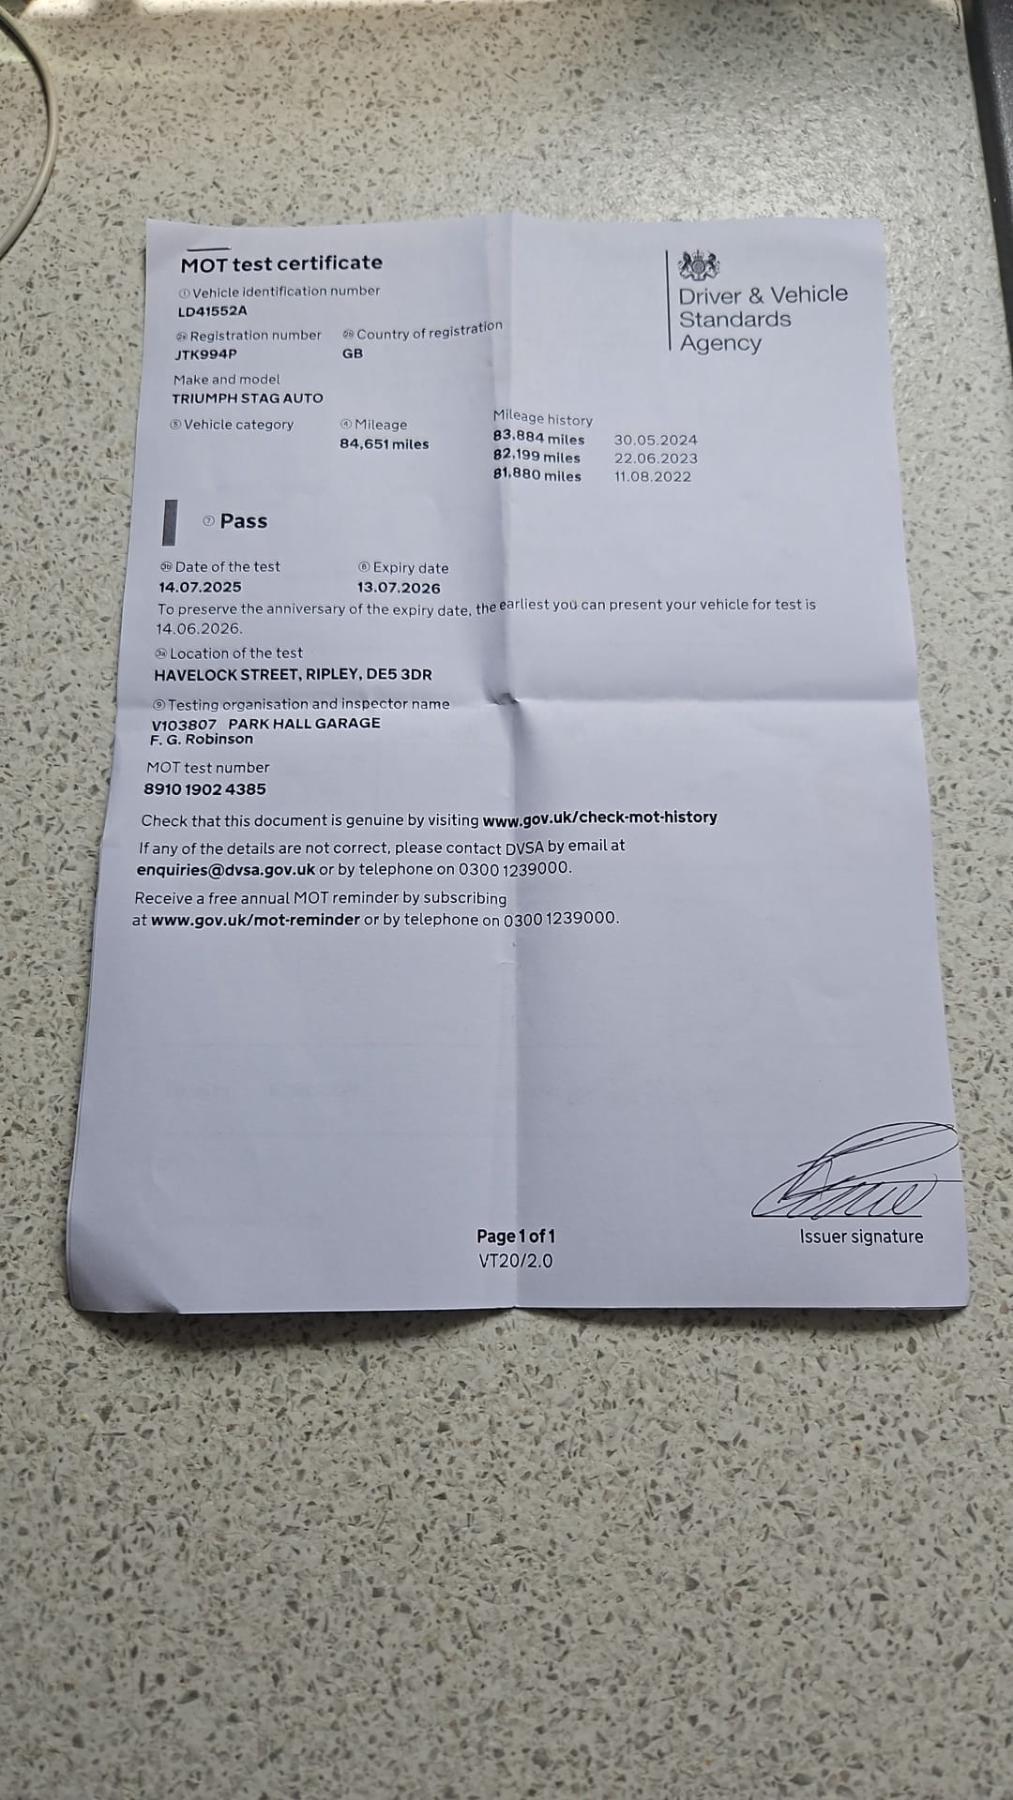 MOT test certificate
① Vehicle identification number
LD41552A
Registration number Country of registration
JTK994P GB
Make and model
TRIUMPH STAG AUTO
⑤ Vehicle category ④ Mileage Mileage history
84,651 miles 83,884 miles 30.05.2024
82,199 miles 22.06.2023
81,880 miles 11.08.2022
⑦ Pass
Date of the test ⑧ Expiry date
14.07.2025 13.07.2026
To preserve the anniversary of the expiry date, the earliest you can present your vehicle for test is
14.06.2026.
Location of the test
HAVELOCK STREET, RIPLEY, DE5 3DR
⑨ Testing organisation and inspector name
V103807 PARK HALL GARAGE
F. G. Robinson
MOT test number
8910 1902 4385
Check that this document is genuine by visiting www.gov.uk/check-mot-history
If any of the details are not correct, please contact DVSA by email at
enquiries@dvsa.gov.uk or by telephone on 0300 1239000.
Receive a free annual MOT reminder by subscribing
at www.gov.uk/mot-reminder or by telephone on 0300 1239000.
Driver & Vehicle
Standards
Agency
Issuer signature
Page 1 of 1
VT20/2.0